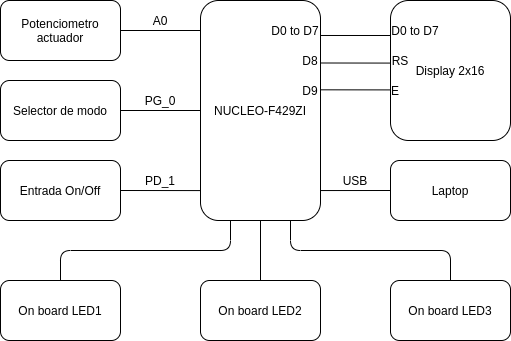 Potenciometro
actuador
A0
D0 to D7
D0 to D7
D8
RS
Display 2x16
D9
E
Selector de modo
PG_0
NUCLEO-F429ZI
Entrada On/Off
PD_1
USB
Laptop
On board LED1
On board LED2
On board LED3